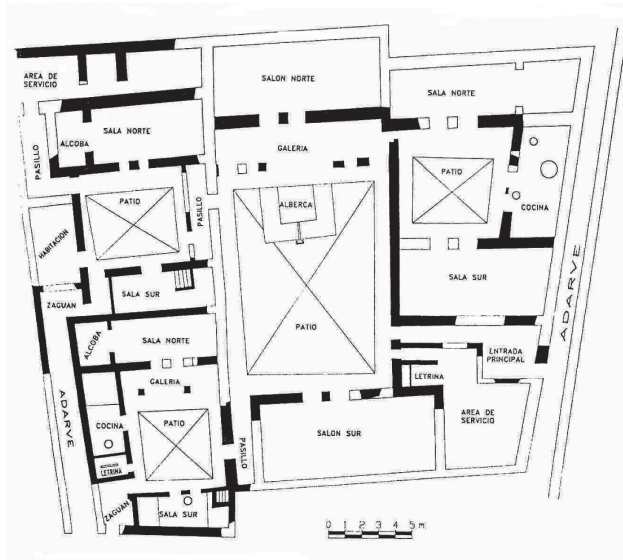 AREA DE
SERVICIO
SALON NORTE
SALA NORTE
ALCOBA
SALA NORTE
PASILLO
GALERIA
PATIO
COCINA
PATIO
PASILLO
ALBERCA
HABITACION
SALA SUR
SALA SUR
ZAGUAN
PATIO
ADARVE
ALCOBA
SALA NORTE
ENTRADA
PRINCIPAL
GALERIA
LETRINA
ADARVE
COCINA
PATIO
AREA DE
SERVICIO
SALON SUR
PASILLO
LETRINA
ZAGUAN
SALA SUR
0 1 2 3 4 5 m